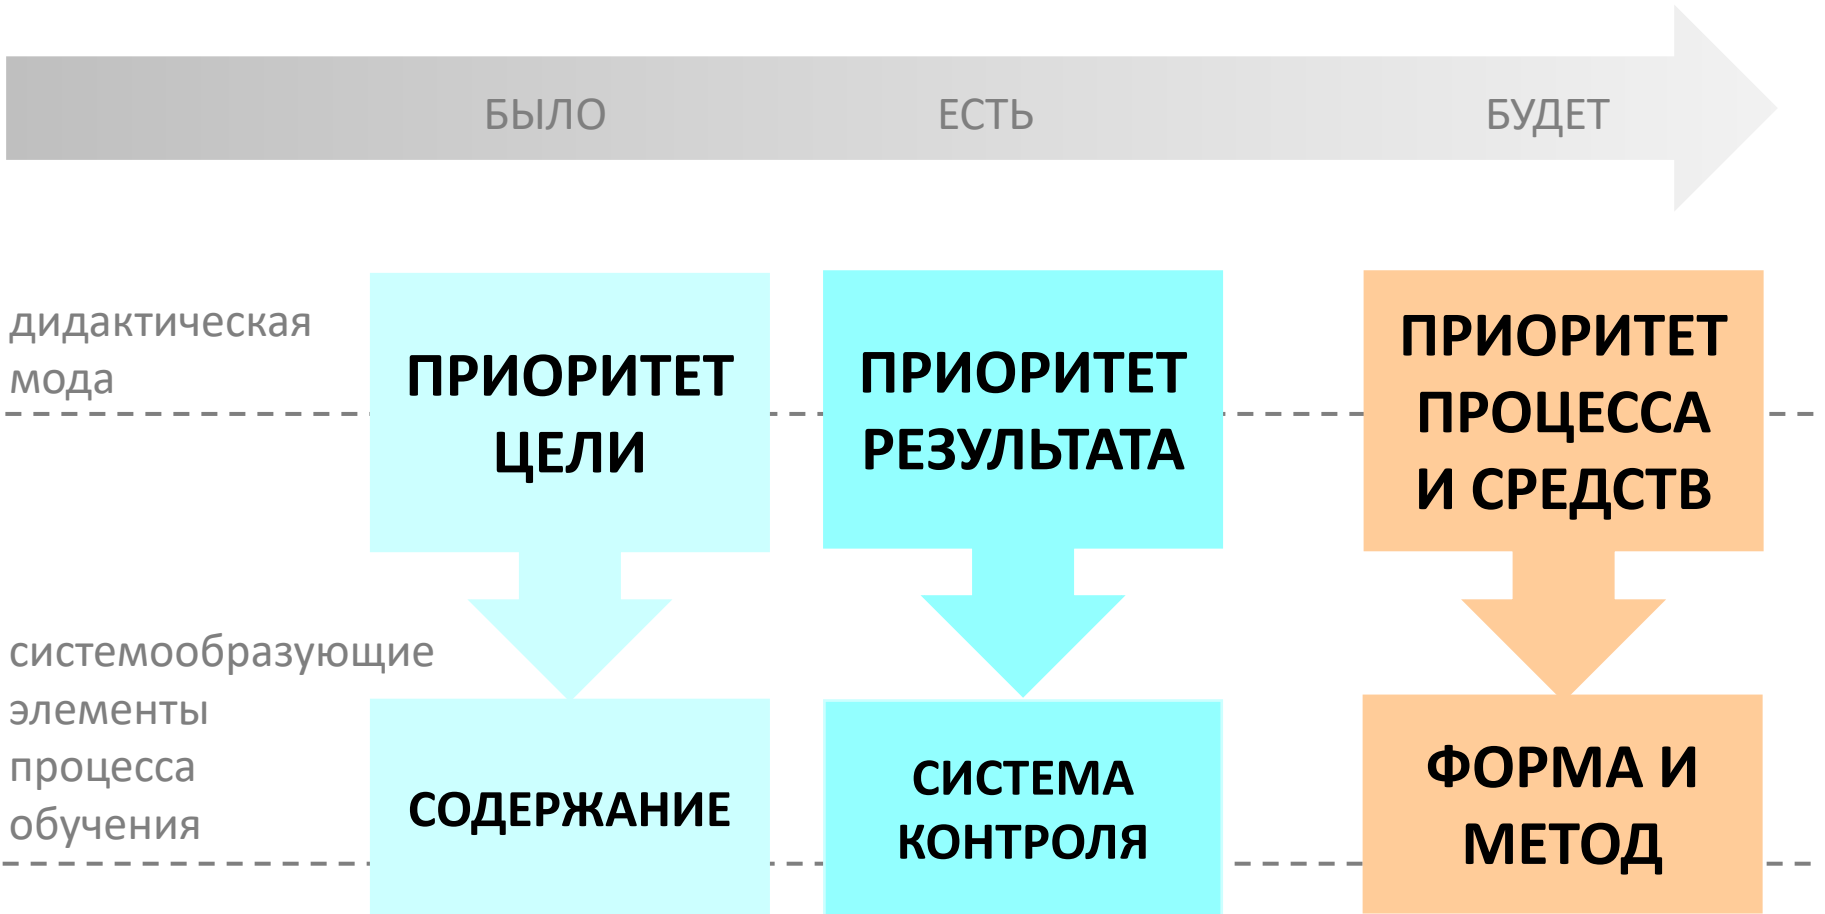 БЫЛО ЕСТЬ БУДЕТ
дидактическая
мода
ПРИОРИТЕТ
ЦЕЛИ
ПРИОРИТЕТ
РЕЗУЛЬТАТА
ПРИОРИТЕТ
ПРОЦЕССА
И СРЕДСТВ
системообразующие
элементы
процесса
обучения
СОДЕРЖАНИЕ
СИСТЕМА
КОНТРОЛЯ
ФОРМА И
МЕТОД